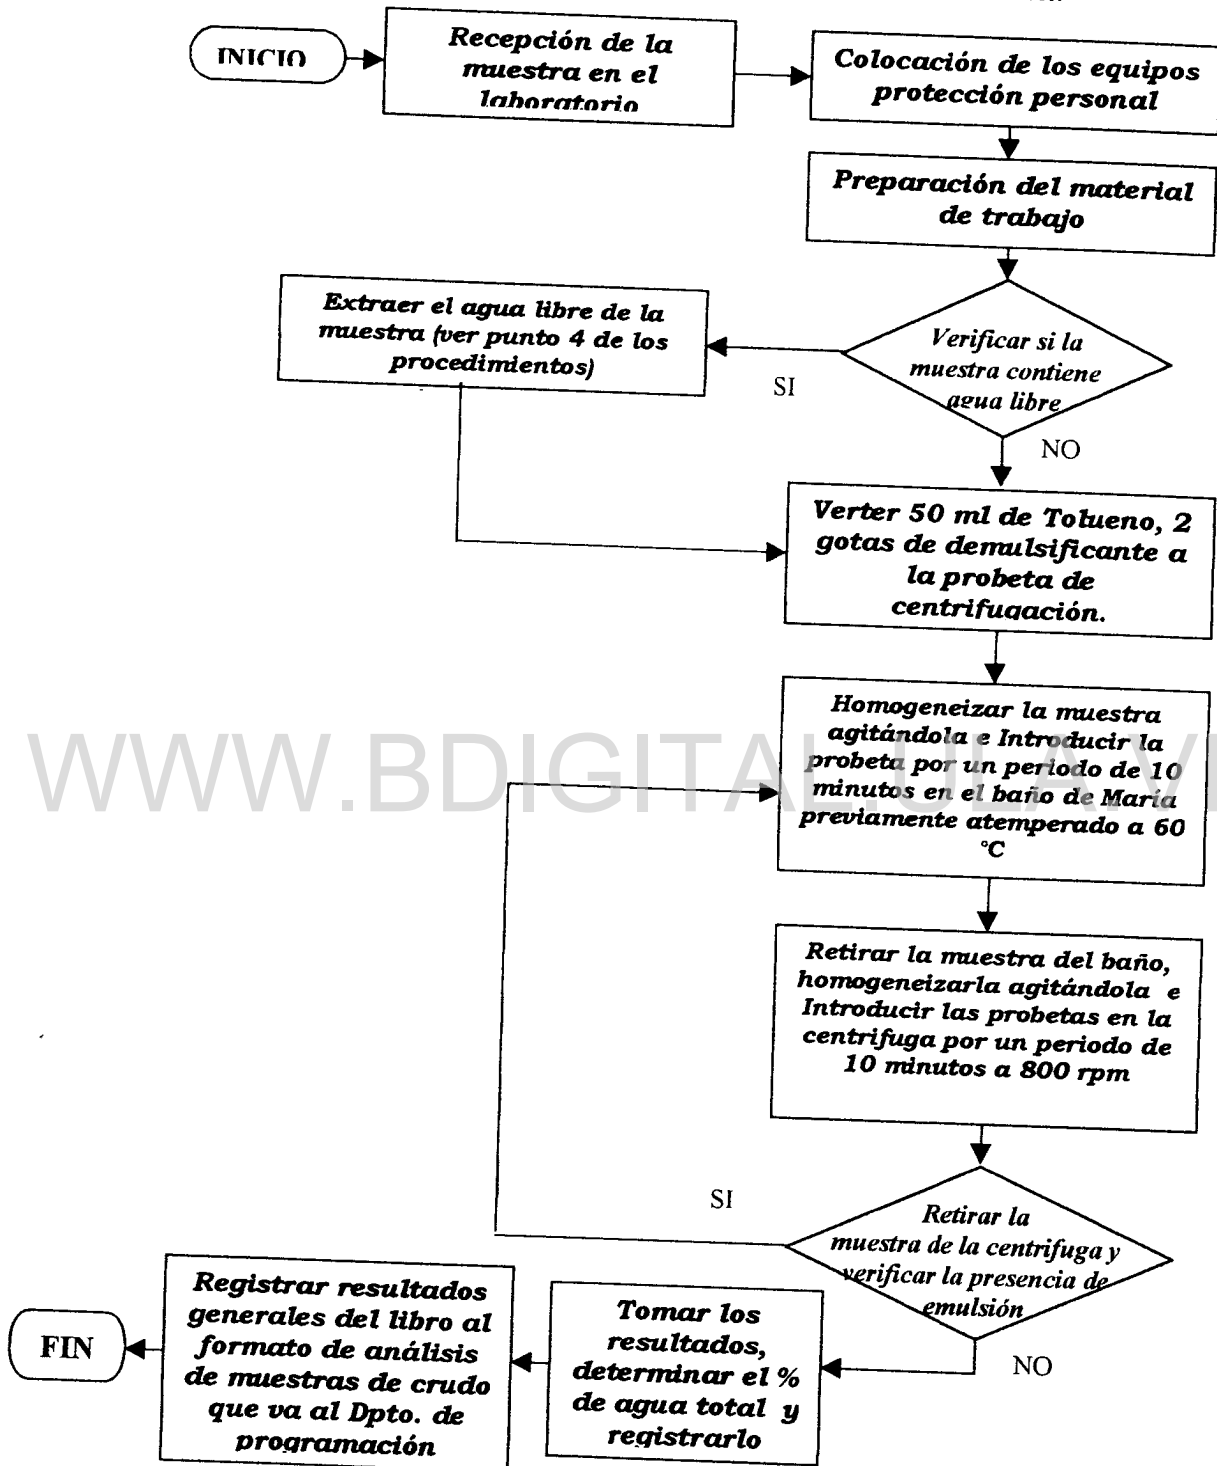 INICIO
Recepción de la
muestra en el
laboratorio
Colocación de los equipos
protección personal
Preparación del material
de trabajo
Verificar si la
muestra contiene
agua libre
SI
NO
Extraer el agua libre de la
muestra (ver punto 4 de los
procedimientos)
Verter 50 ml de Tolueno, 2
gotas de demulsificante a
la probeta de
centrifugación.
Homogeneizar la muestra
agitándola e Introducir la
probeta por un periodo de 10
minutos en el baño de María
previamente atemperado a 60
°C
WWW.BDIGITAL.ULA.VE
Retirar la muestra del baño,
homogeneizarla agitándola e
Introducir las probetas en la
centrifuga por un periodo de
10 minutos a 800 rpm
Retirar la
muestra de la centrifuga y
verificar la presencia de
emulsión
SI
NO
Tomar los
resultados,
determinar el %
de agua total y
registrarlo
Registrar resultados
generales del libro al
formato de análisis
de muestras de crudo
que va al Dpto. de
programación
FIN